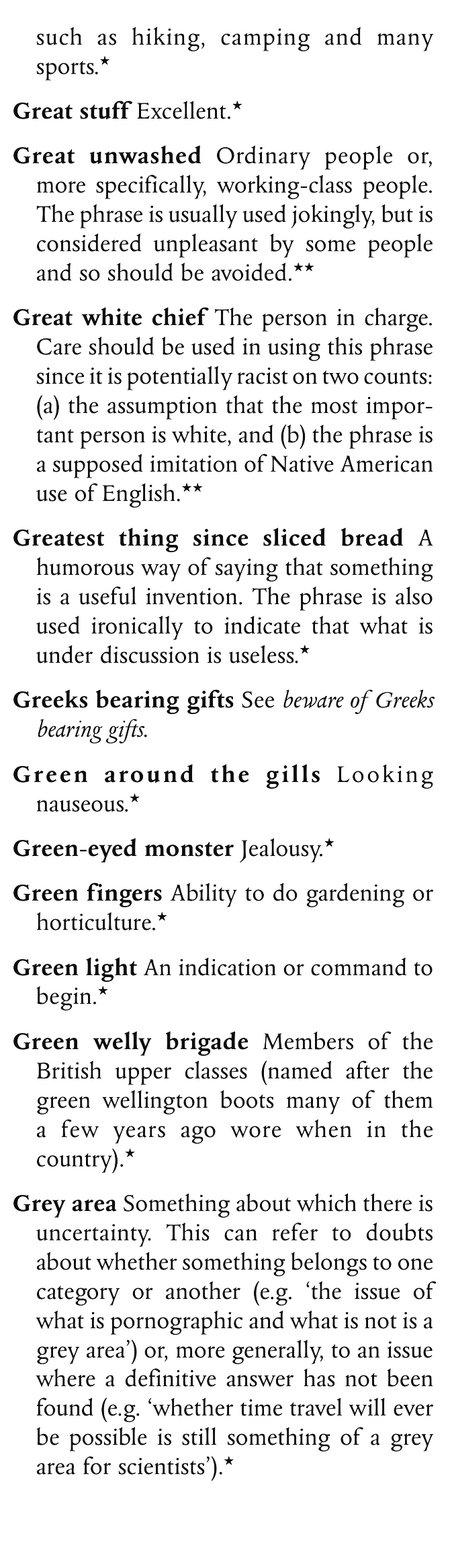 such as hiking, camping and many
sports.★
Great stuff Excellent.★
Great unwashed Ordinary people or,
more specifically, working-class people.
The phrase is usually used jokingly, but is
considered unpleasant by some people
and so should be avoided.★★
Great white chief The person in charge.
Care should be used in using this phrase
since it is potentially racist on two counts:
(a) the assumption that the most impor-
tant person is white, and (b) the phrase is
a supposed imitation of Native American
use of English.★★
Greatest thing since sliced bread A
humorous way of saying that something
is a useful invention. The phrase is also
used ironically to indicate that what is
under discussion is useless.★
Greeks bearing gifts See beware of Greeks
bearing gifts.
Green around the gills Looking
nauseous.★
Green-eyed monster Jealousy.★
Green fingers Ability to do gardening or
horticulture.★
Green light An indication or command to
begin.★
Green welly brigade Members of the
British upper classes (named after the
green wellington boots many of them
a few years ago wore when in the
country).★
Grey area Something about which there is
uncertainty. This can refer to doubts
about whether something belongs to one
category or another (e.g. ‘the issue of
what is pornographic and what is not is a
grey area’) or, more generally, to an issue
where a definitive answer has not been
found (e.g. ‘whether time travel will ever
be possible is still something of a grey
area for scientists’).★